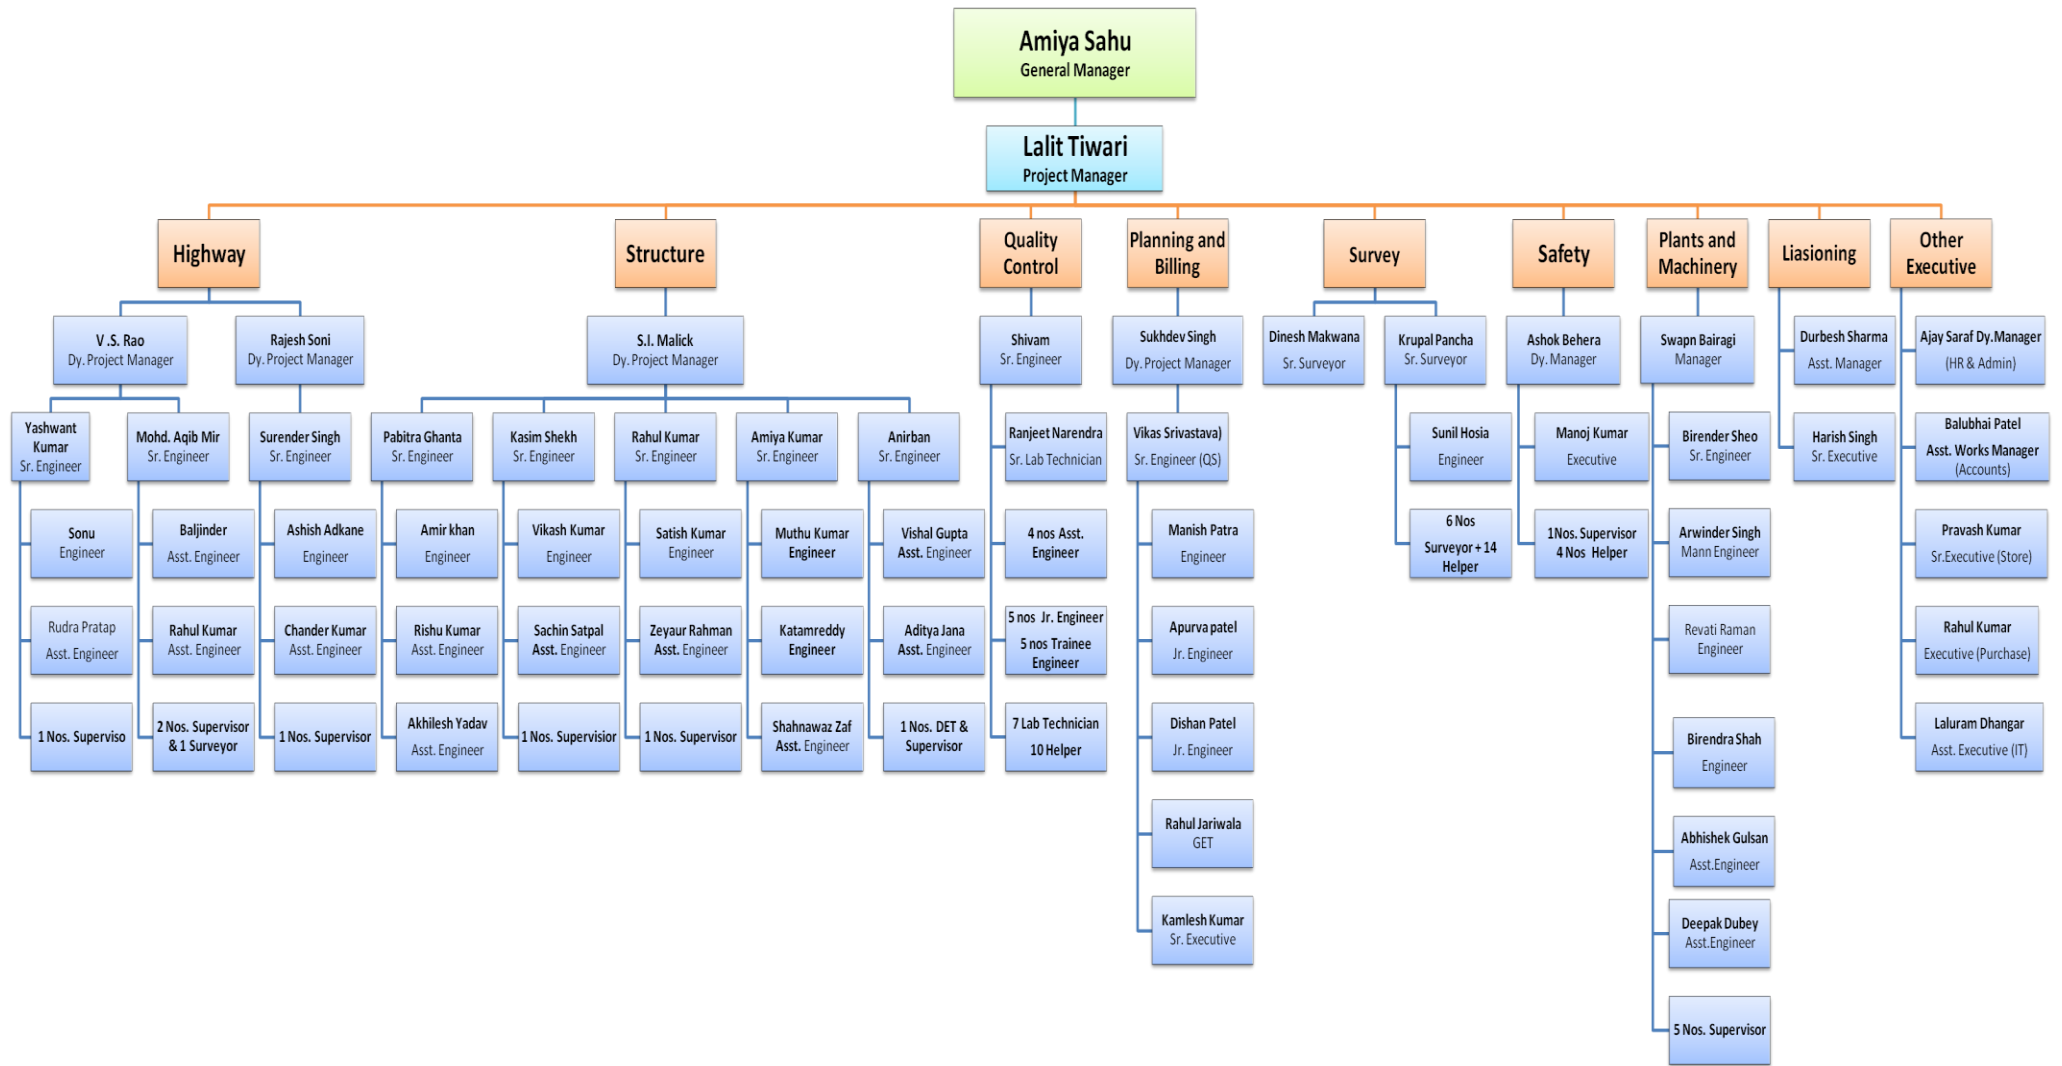 Amiya Sahu
General Manager
Lalit Tiwari
Project Manager
Highway
Structure
Quality
Control
Planning and
Billing
Survey
Safety
Plants and
Machinery
Liasioning
Other
Executive
V .S. Rao
Dy. Project Manager
Rajesh Soni
Dy. Project Manager
S.I. Malick
Dy. Project Manager
Shivam
Sr. Engineer
Sukhdev Singh
Dy. Project Manager
Dinesh Makwana
Sr. Surveyor
Krupal Pancha
Sr. Surveyor
Ashok Behera
Dy. Manager
Swapn Bairagi
Manager
Durbesh Sharma
Asst. Manager
Ajay Saraf Dy.Manager
(HR & Admin)
Yashwant
Kumar
Sr. Engineer
Mohd. Aqib Mir
Sr. Engineer
Surender Singh
Sr. Engineer
Pabitra Ghanta
Sr. Engineer
Kasim Shekh
Sr. Engineer
Rahul Kumar
Sr. Engineer
Amiya Kumar
Sr. Engineer
Anirban
Sr. Engineer
Ranjeet Narendra
Sr. Lab Technician
Vikas Srivastava)
Sr. Engineer (QS)
Sunil Hosia
Engineer
Manoj Kumar
Executive
Birender Sheo
Sr. Engineer
Harish Singh
Sr. Executive
Balubhai Patel
Asst. Works Manager
(Accounts)
Sonu
Engineer
Baljinder
Asst. Engineer
Ashish Adkane
Engineer
Amir khan
Engineer
Vikash Kumar
Engineer
Satish Kumar
Engineer
Muthu Kumar
Engineer
Vishal Gupta
Asst. Engineer
4 nos Asst.
Engineer
Manish Patra
Engineer
6 Nos
Surveyor + 14
Helper
1Nos. Supervisor
4 Nos Helper
Arwinder Singh
Mann Engineer
Pravash Kumar
Sr.Executive (Store)
Rudra Pratap
Asst. Engineer
Rahul Kumar
Asst. Engineer
Chander Kumar
Asst. Engineer
Rishu Kumar
Asst. Engineer
Sachin Satpal
Asst. Engineer
Zeyaur Rahman
Asst. Engineer
Katamreddy
Engineer
Aditya Jana
Asst. Engineer
5 nos Jr. Engineer
5 nos Trainee
Engineer
Apurva patel
Jr. Engineer
Revati Raman
Engineer
Rahul Kumar
Executive (Purchase)
1 Nos. Superviso
2 Nos. Supervisor
& 1 Surveyor
1 Nos. Supervisor
Akhilesh Yadav
Asst. Engineer
1 Nos. Supervisior
1 Nos. Supervisor
Shahnawaz Zaf
Asst. Engineer
1 Nos. DET &
Supervisor
7 Lab Technician
10 Helper
Dishan Patel
Jr. Engineer
Birendra Shah
Engineer
Laluram Dhangar
Asst. Executive (IT)
Rahul Jariwala
GET
Abhishek Gulsan
Asst.Engineer
Kamlesh Kumar
Sr. Executive
Deepak Dubey
Asst.Engineer
5 Nos. Supervisor